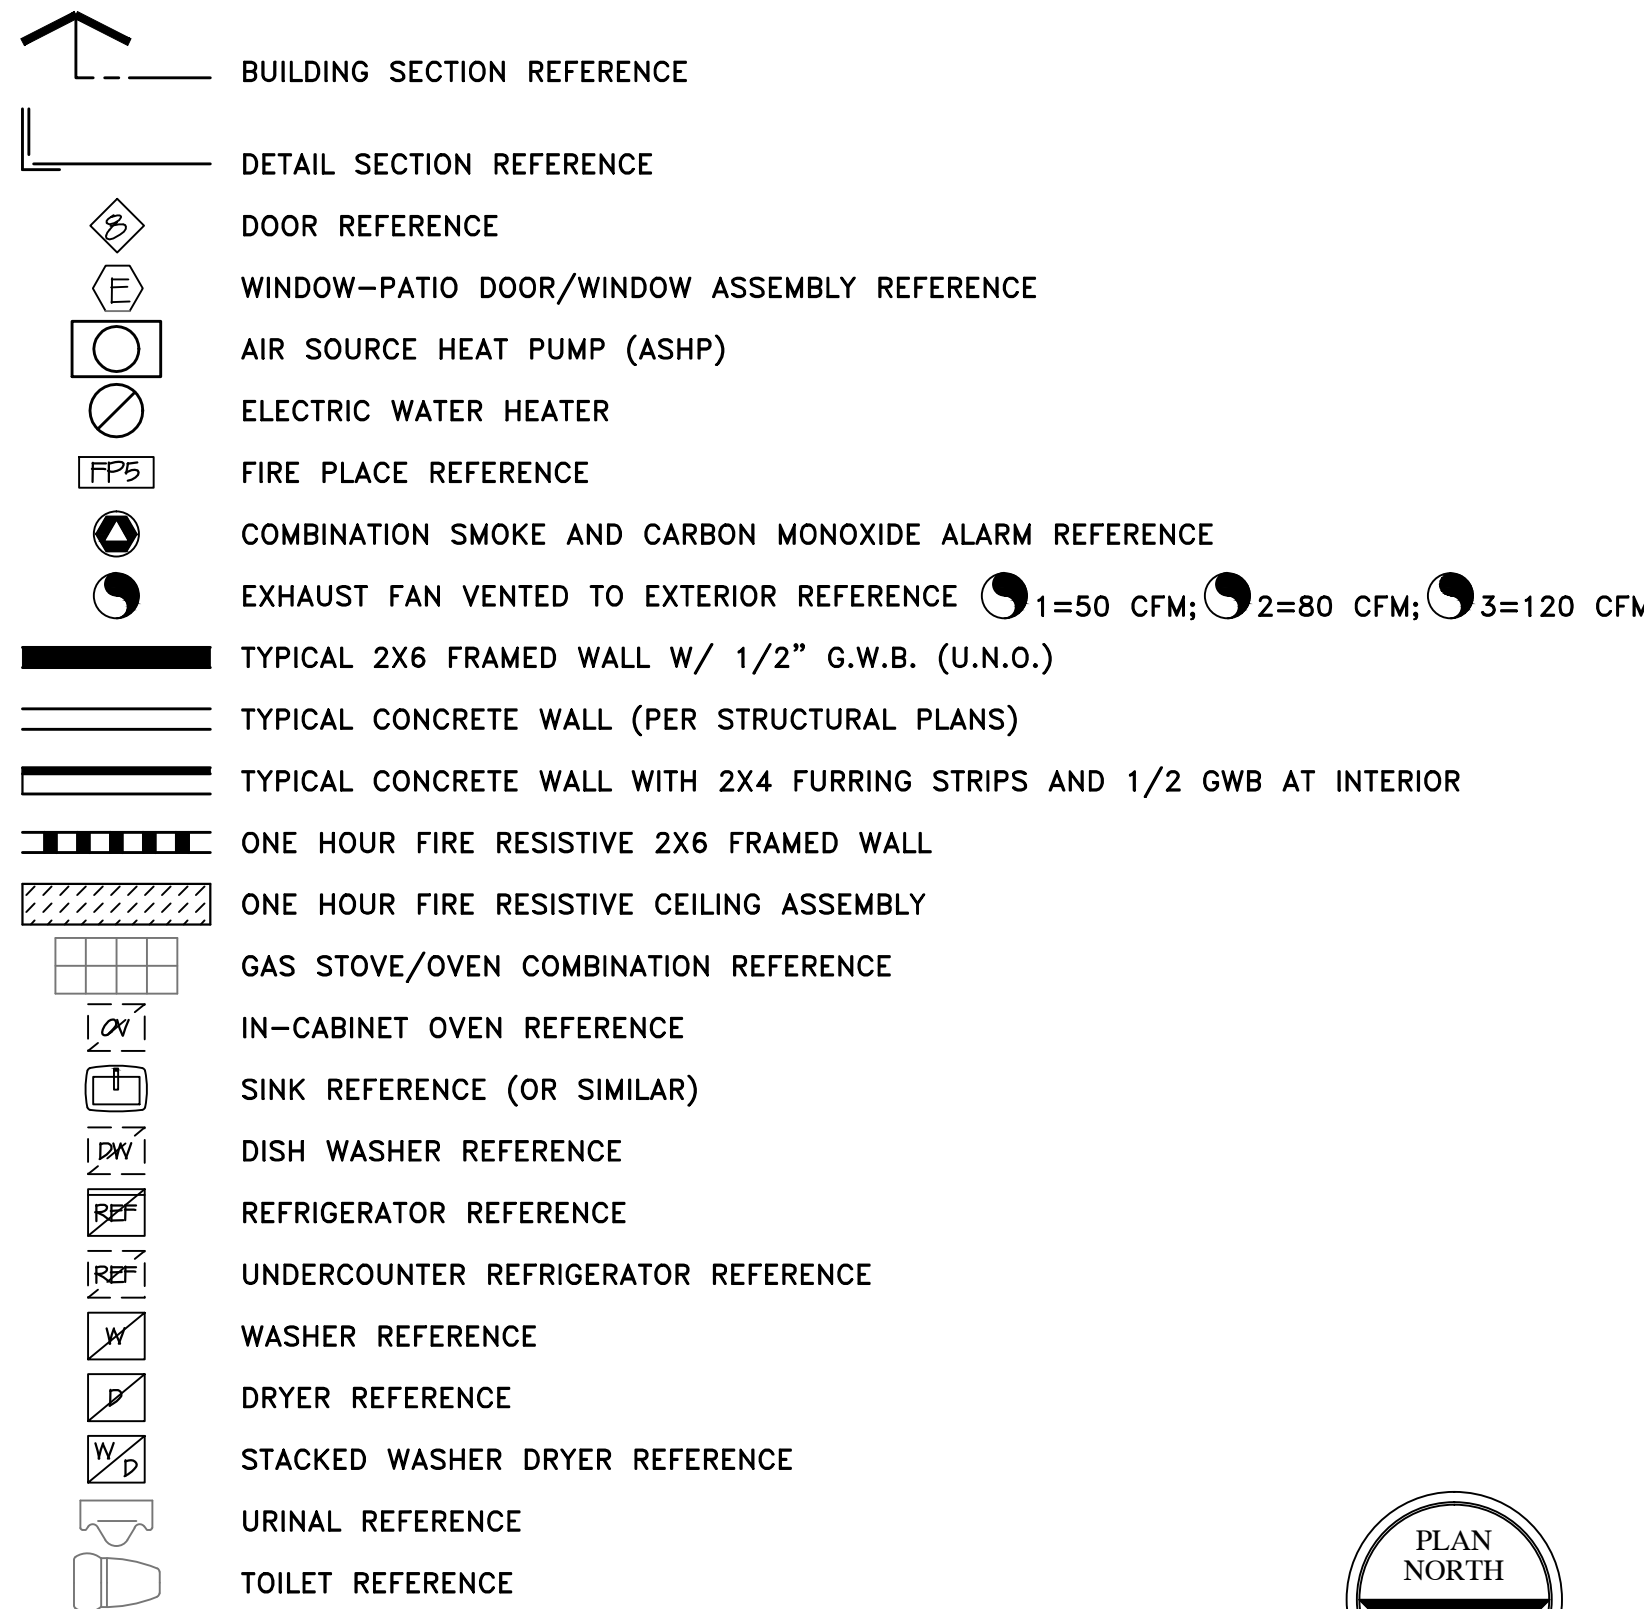 BUILDING SECTION REFERENCE
DETAIL SECTION REFERENCE
8 DOOR REFERENCE
E WINDOW-PATIO DOOR/WINDOW ASSEMBLY REFERENCE
AIR SOURCE HEAT PUMP (ASHP)
ELECTRIC WATER HEATER
FP5 FIRE PLACE REFERENCE
COMBINATION SMOKE AND CARBON MONOXIDE ALARM REFERENCE
EXHAUST FAN VENTED TO EXTERIOR REFERENCE 1=50 CFM; 2=80 CFM; 3=120 CFM
TYPICAL 2X6 FRAMED WALL W/ 1/2" G.W.B. (U.N.O.)
TYPICAL CONCRETE WALL (PER STRUCTURAL PLANS)
TYPICAL CONCRETE WALL WITH 2X4 FURRING STRIPS AND 1/2 GWB AT INTERIOR
ONE HOUR FIRE RESISTIVE 2X6 FRAMED WALL
ONE HOUR FIRE RESISTIVE CEILING ASSEMBLY
GAS STOVE/OVEN COMBINATION REFERENCE
OV IN-CABINET OVEN REFERENCE
SINK REFERENCE (OR SIMILAR)
DW DISH WASHER REFERENCE
REF REFRIGERATOR REFERENCE
REF UNDERCOUNTER REFRIGERATOR REFERENCE
W WASHER REFERENCE
D DRYER REFERENCE
W/D STACKED WASHER DRYER REFERENCE
URINAL REFERENCE
TOILET REFERENCE
PLAN
NORTH